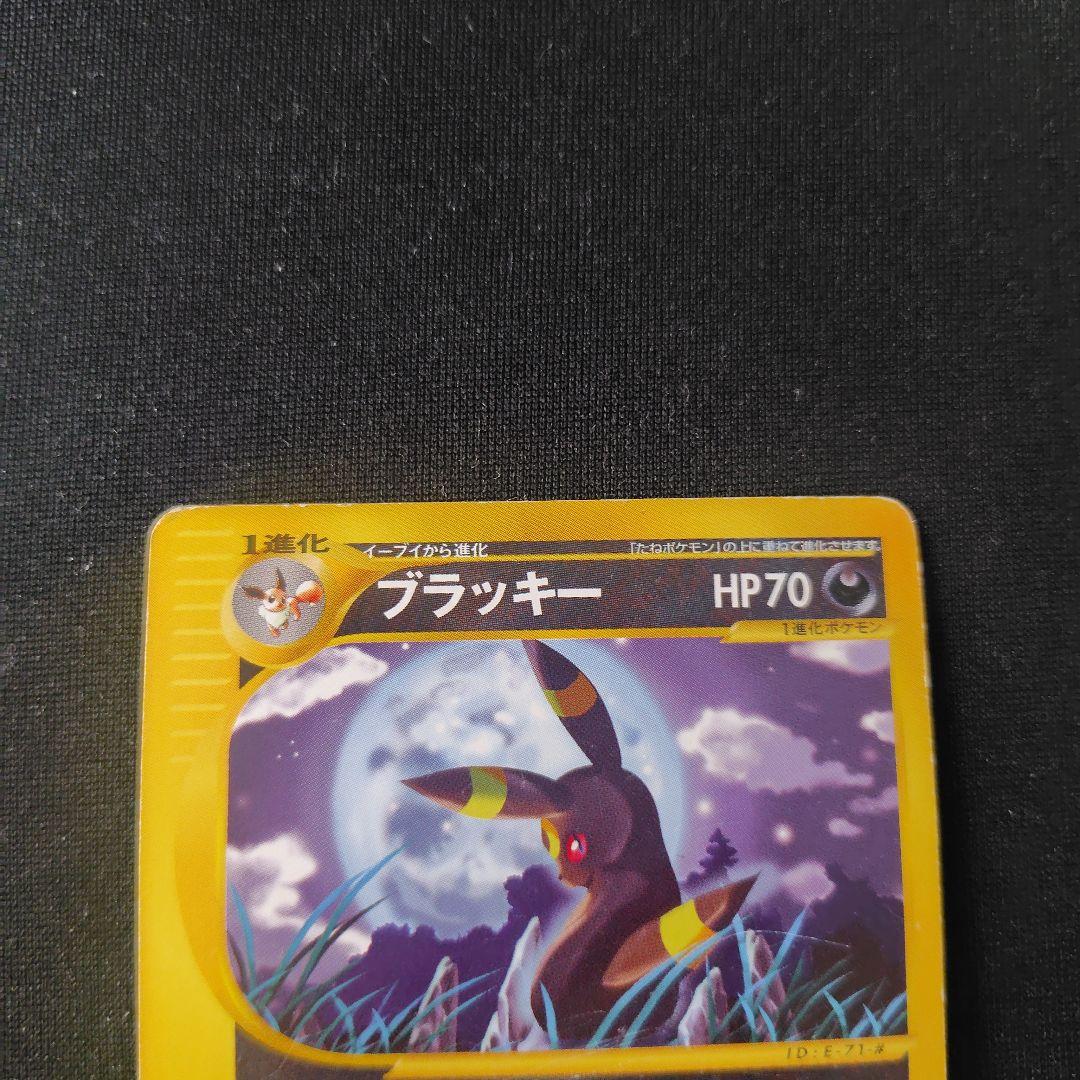 1進化
イーブイから進化
「たねポケモン」の上に重ねて進化させます。
ブラッキー
HP70
1進化ポケモン
ID:E-71-#